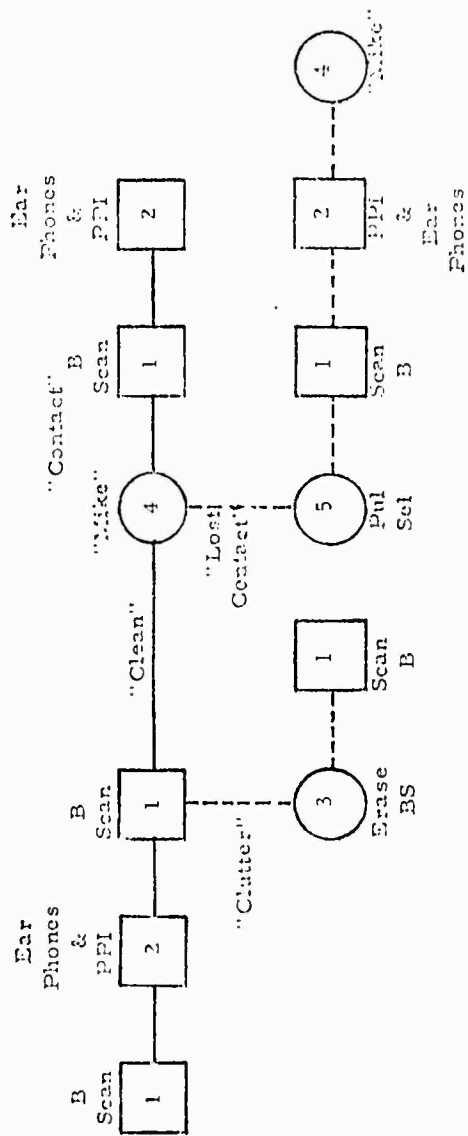 B
Scan
1
Ear
Phones
&
PPI
2
B
Scan
1
"Clean"
"Mike"
4
"Contact"
B
Scan
1
Ear
Phones
&
PPI
2
"Clutter"
3
Erase
BS
1
Scan
B
"Lost
Contact"
5
Pul
Sel
1
Scan
B
2
PPI
&
Ear
Phones
4
"Mike"